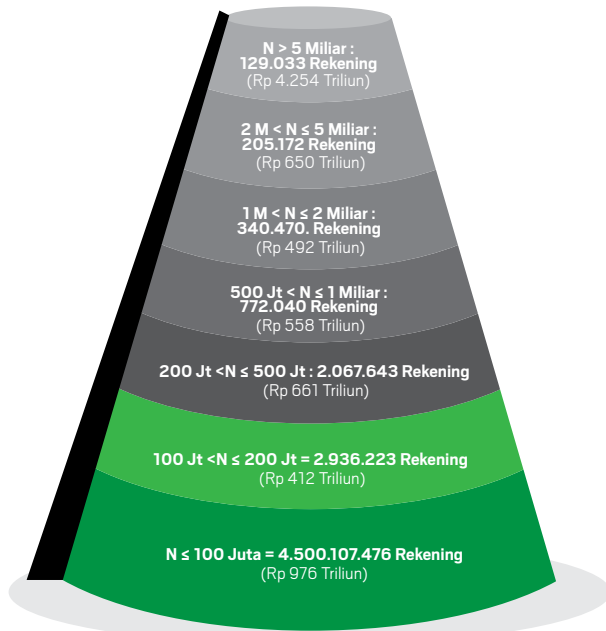 N > 5 Miliar :
129.033 Rekening
(Rp 4.254 Triliun)
2 M < N ≤ 5 Miliar :
205.172 Rekening
(Rp 650 Triliun)
1 M < N ≤ 2 Miliar :
340.470. Rekening
(Rp 492 Triliun)
500 Jt < N ≤ 1 Miliar :
772.040 Rekening
(Rp 558 Triliun)
200 Jt <N ≤ 500 Jt : 2.067.643 Rekening
(Rp 661 Triliun)
100 Jt <N ≤ 200 Jt = 2.936.223 Rekening
(Rp 412 Triliun)
N ≤ 100 Juta = 4.500.107.476 Rekening
(Rp 976 Triliun)